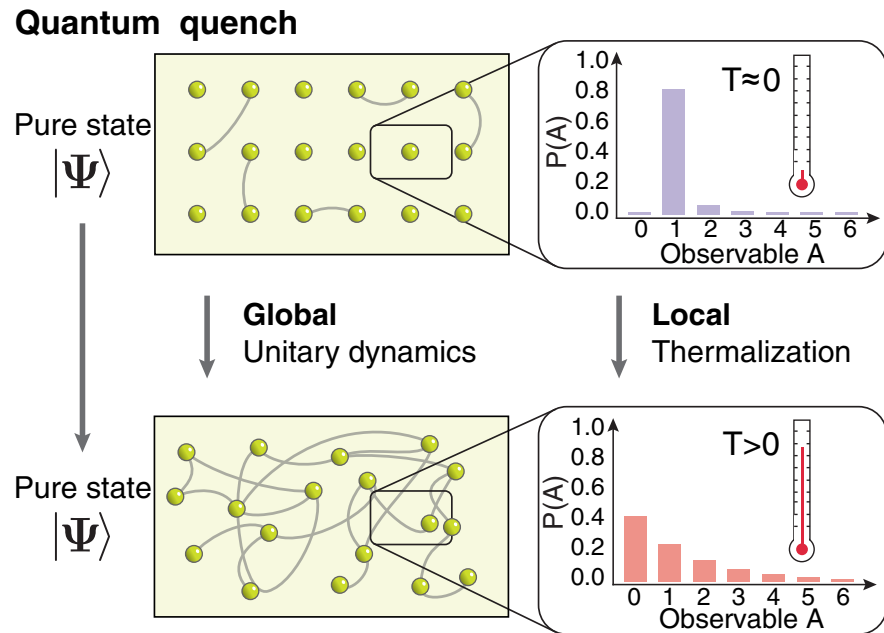 Quantum quench
Pure state
|Ψ⟩
1.0
0.8
0.6
0.4
0.2
0.0
P(A)
T≈0
0 1 2 3 4 5 6
Observable A
Global
Unitary dynamics
Local
Thermalization
Pure state
|Ψ⟩
1.0
0.8
0.6
0.4
0.2
0.0
P(A)
T>0
0 1 2 3 4 5 6
Observable A